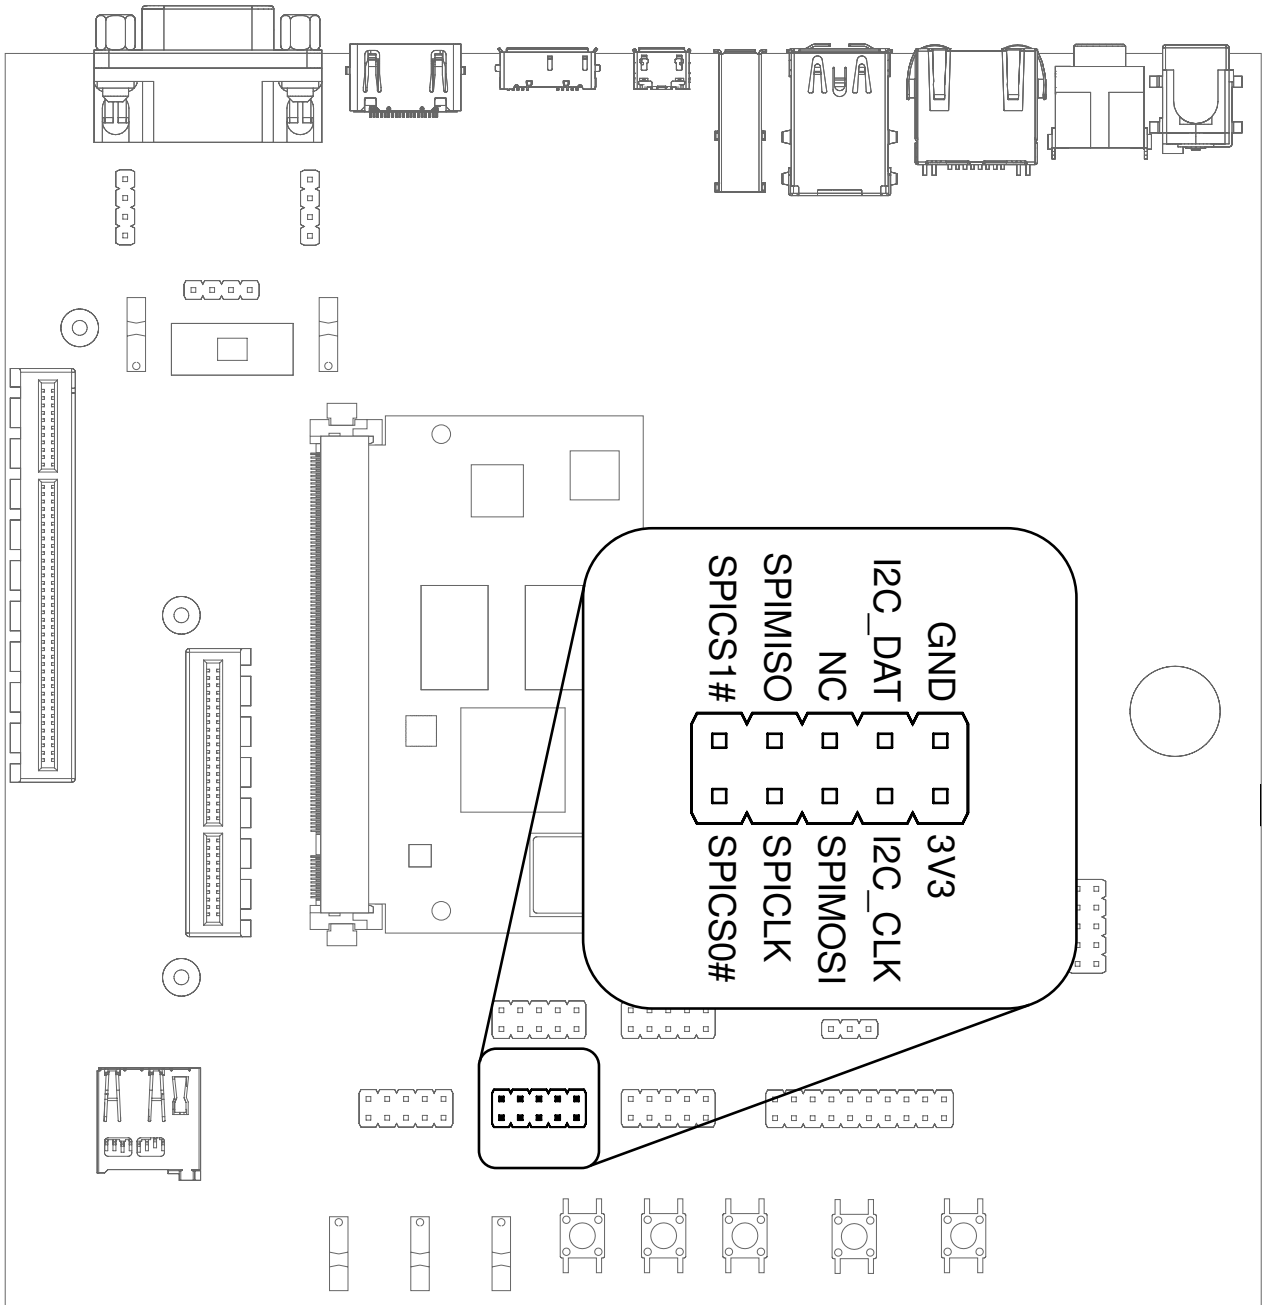 SPICS1#
SPIMISO
NC
I2C_DAT
GND
SPICS0#
SPICLK
SPIMOSI
I2C_CLK
3V3